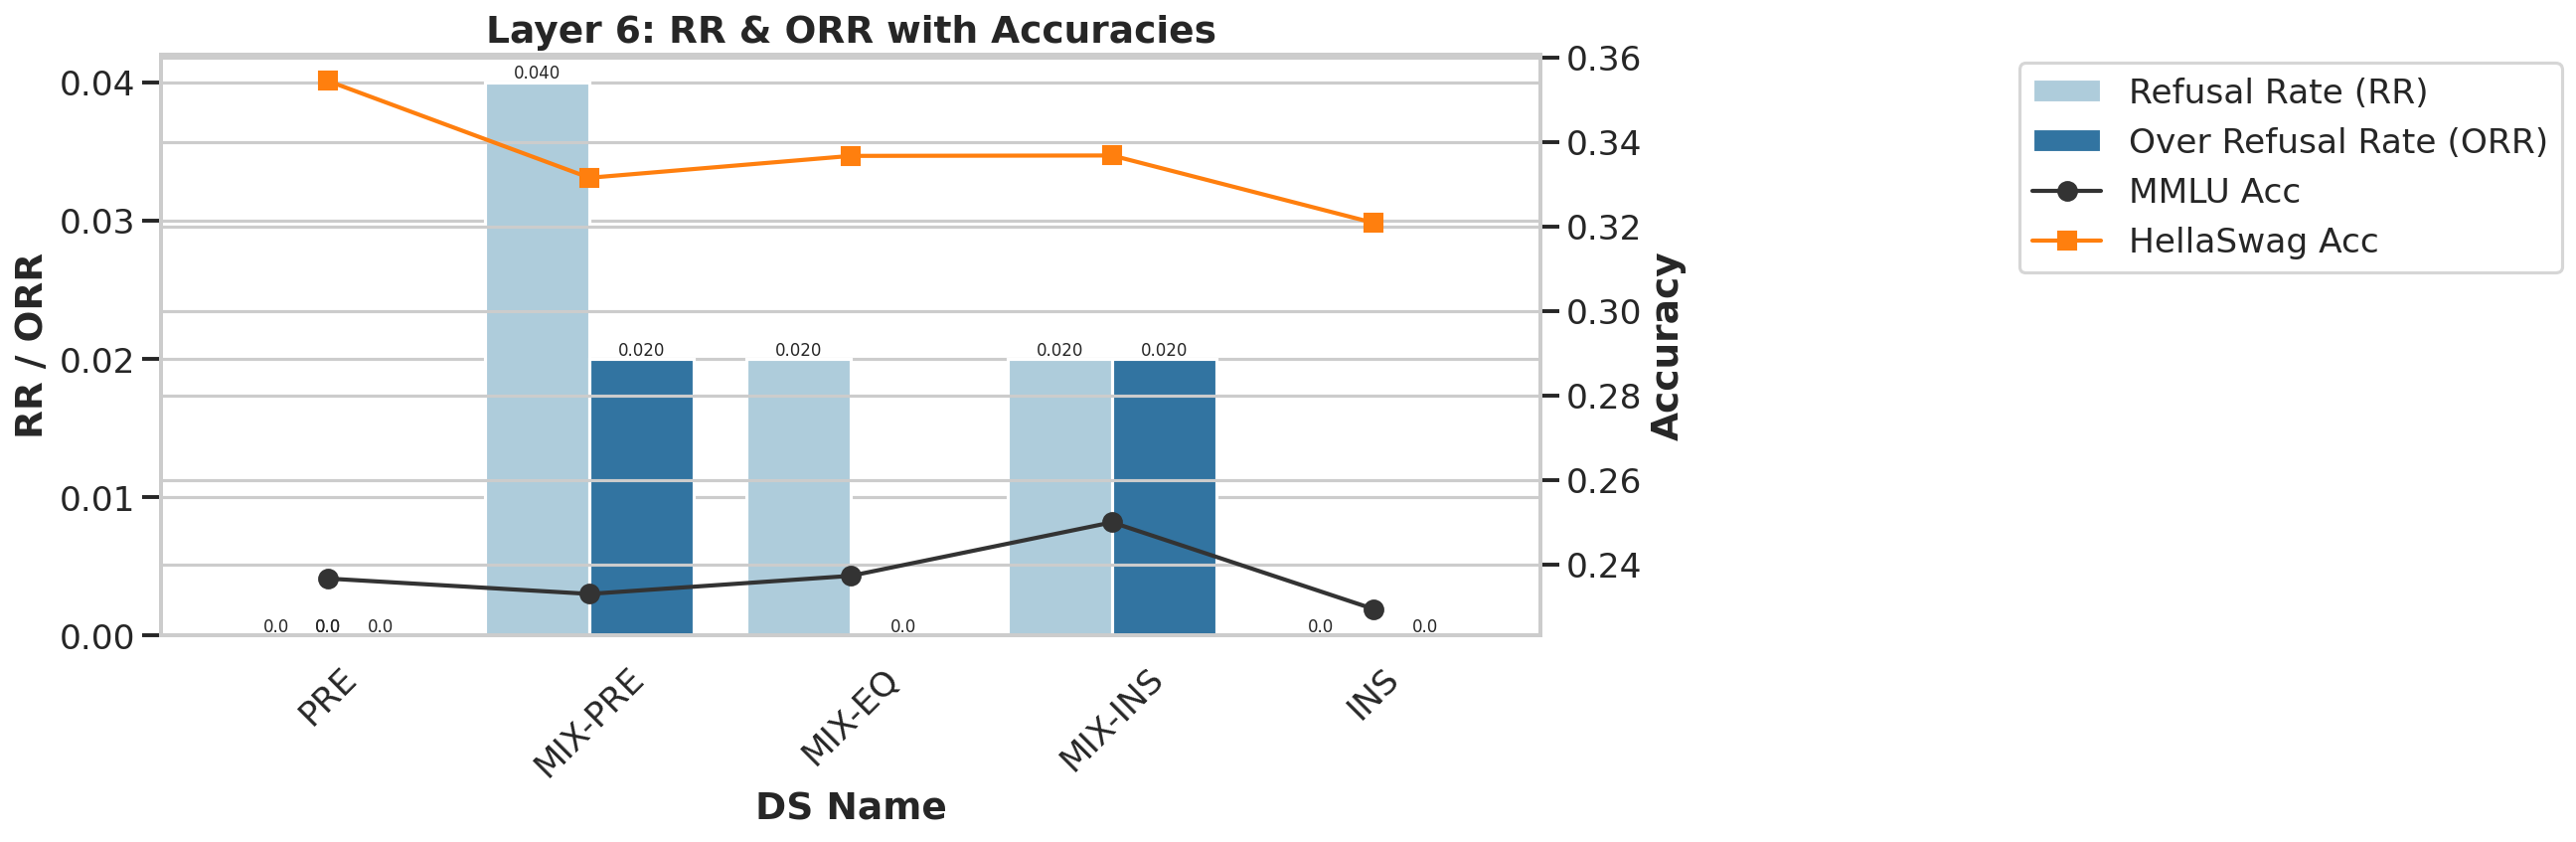 Layer 6: RR & ORR with Accuracies
RR / ORR
0.04
0.03
0.02
0.01
0.00
0.040
0.020
0.020
0.020
0.020
0.0
0.0
0.0
0.0
0.0
0.0
0.36
0.34
0.32
0.30
0.28
0.26
0.24
Accuracy
PRE
MIX-PRE
MIX-EQ
MIX-INS
INS
DS Name
Refusal Rate (RR)
Over Refusal Rate (ORR)
MMLU Acc
HellaSwag Acc